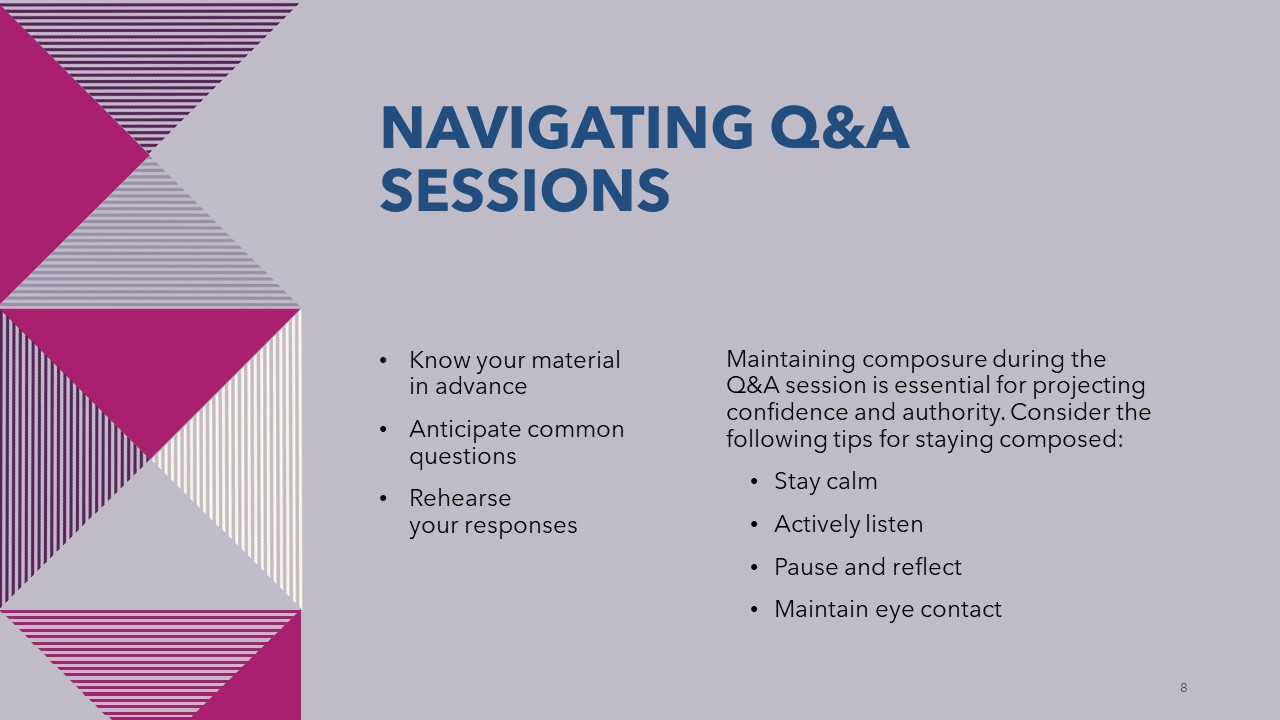 NAVIGATING Q&A
SESSIONS
• Know your material
in advance
• Anticipate common
questions
• Rehearse
your responses
Maintaining composure during the
Q&A session is essential for projecting
confidence and authority. Consider the
following tips for staying composed:
• Stay calm
• Actively listen
• Pause and reflect
• Maintain eye contact
8